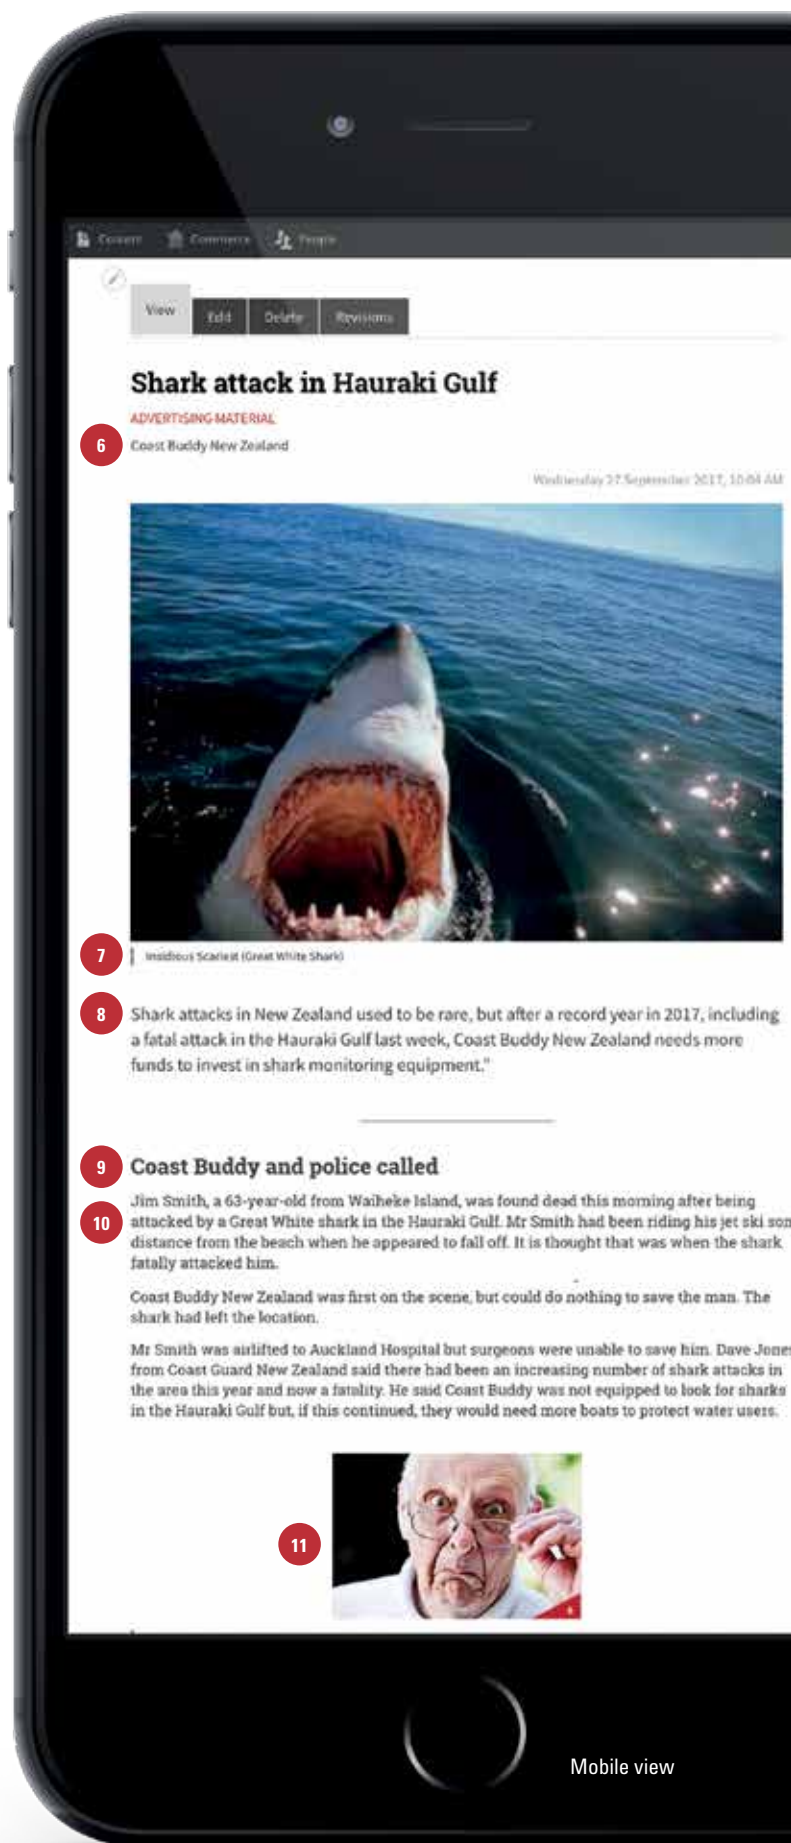 Content Commerce People
View Edit Delete Revisions
Shark attack in Hauraki Gulf
ADVERTISING MATERIAL
6 Coast Buddy New Zealand
Wednesday 27 September 2017, 10:04 AM
7 Insidious Scariest (Great White Shark)
8 Shark attacks in New Zealand used to be rare, but after a record year in 2017, including
a fatal attack in the Hauraki Gulf last week, Coast Buddy New Zealand needs more
funds to invest in shark monitoring equipment."
9 Coast Buddy and police called
Jim Smith, a 63-year-old from Waiheke Island, was found dead this morning after being
10 attacked by a Great White shark in the Hauraki Gulf. Mr Smith had been riding his jet ski som
distance from the beach when he appeared to fall off. It is thought that was when the shark
fatally attacked him.
Coast Buddy New Zealand was first on the scene, but could do nothing to save the man. The
shark had left the location.
Mr Smith was airlifted to Auckland Hospital but surgeons were unable to save him. Dave Jones
from Coast Guard New Zealand said there had been an increasing number of shark attacks in
the area this year and now a fatality. He said Coast Buddy was not equipped to look for sharks
in the Hauraki Gulf but, if this continued, they would need more boats to protect water users.
11
Mobile view